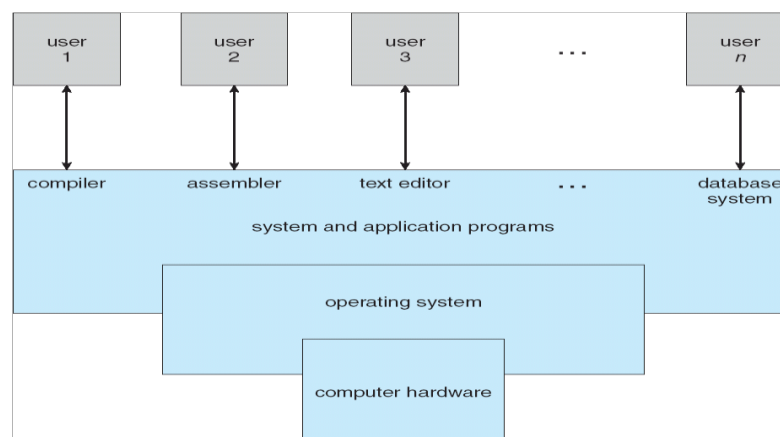 user
1
user
2
user
3
...
user
n
compiler
assembler
text editor
...
database
system
system and application programs
operating system
computer hardware